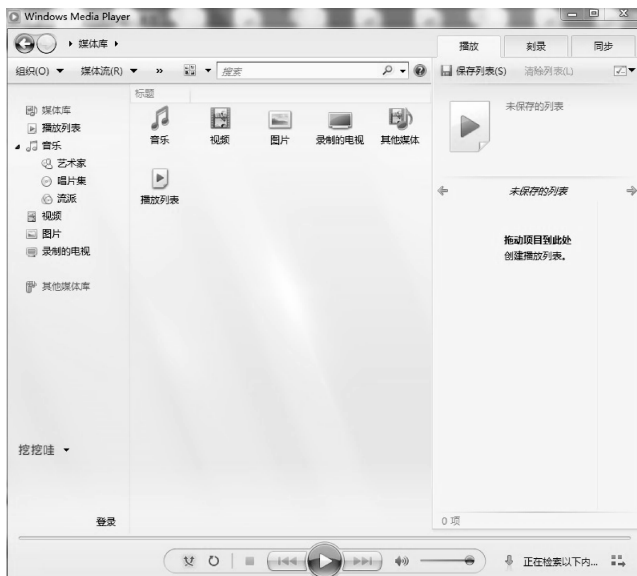 Windows Media Player
媒体库
播放 刻录 同步
组织(O) 媒体流(R) » 搜索 保存列表(S) 清除列表(L)
标题
未保存的列表
媒体库
播放列表
音乐
艺术家
唱片集
流派
视频
图片
录制的电视
其他媒体库
音乐 视频 图片 录制的电视 其他媒体
播放列表
未保存的列表
拖动项目到此处
创建播放列表。
挖挖哇
登录
0 项
正在检索以下内...